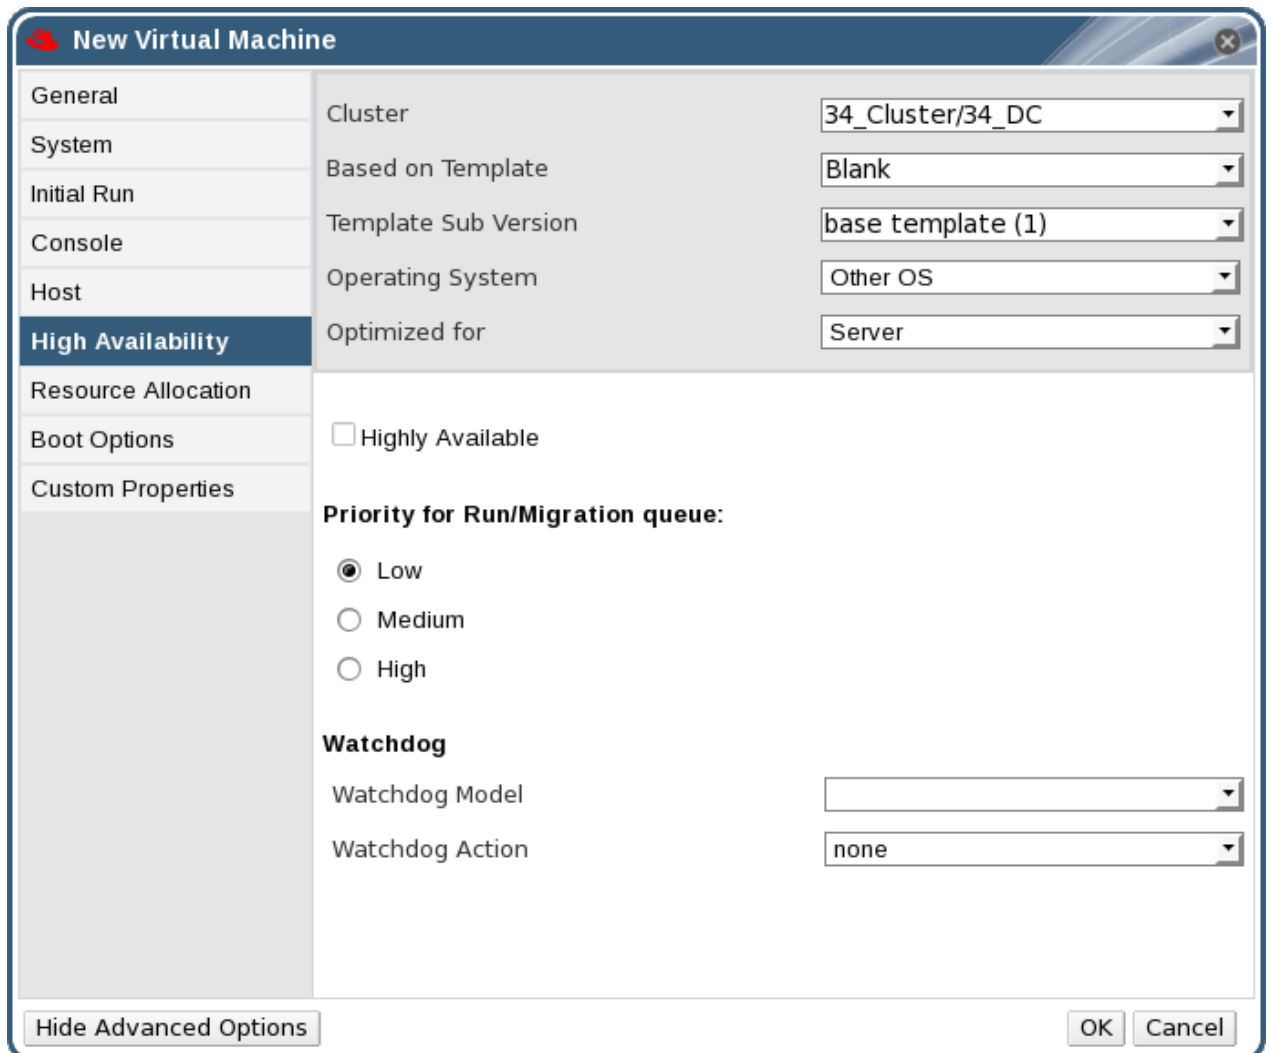 New Virtual Machine
General
System
Initial Run
Console
Host
High Availability
Resource Allocation
Boot Options
Custom Properties
Cluster 34_Cluster/34_DC
Based on Template Blank
Template Sub Version base template (1)
Operating System Other OS
Optimized for Server
Highly Available
Priority for Run/Migration queue:
Low
Medium
High
Watchdog
Watchdog Model
Watchdog Action none
Hide Advanced Options OK Cancel